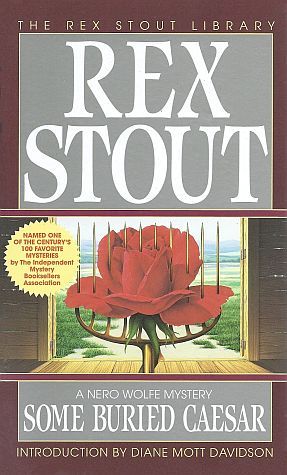 THE REX STOUT LIBRARY
REX
STOUT
NAMED ONE
OF THE CENTURY'S
100 FAVORITE
MYSTERIES
by The Independent
Mystery
Booksellers
Association
A NERO WOLFE MYSTERY
SOME BURIED CAESAR
INTRODUCTION BY DIANE MOTT DAVIDSON